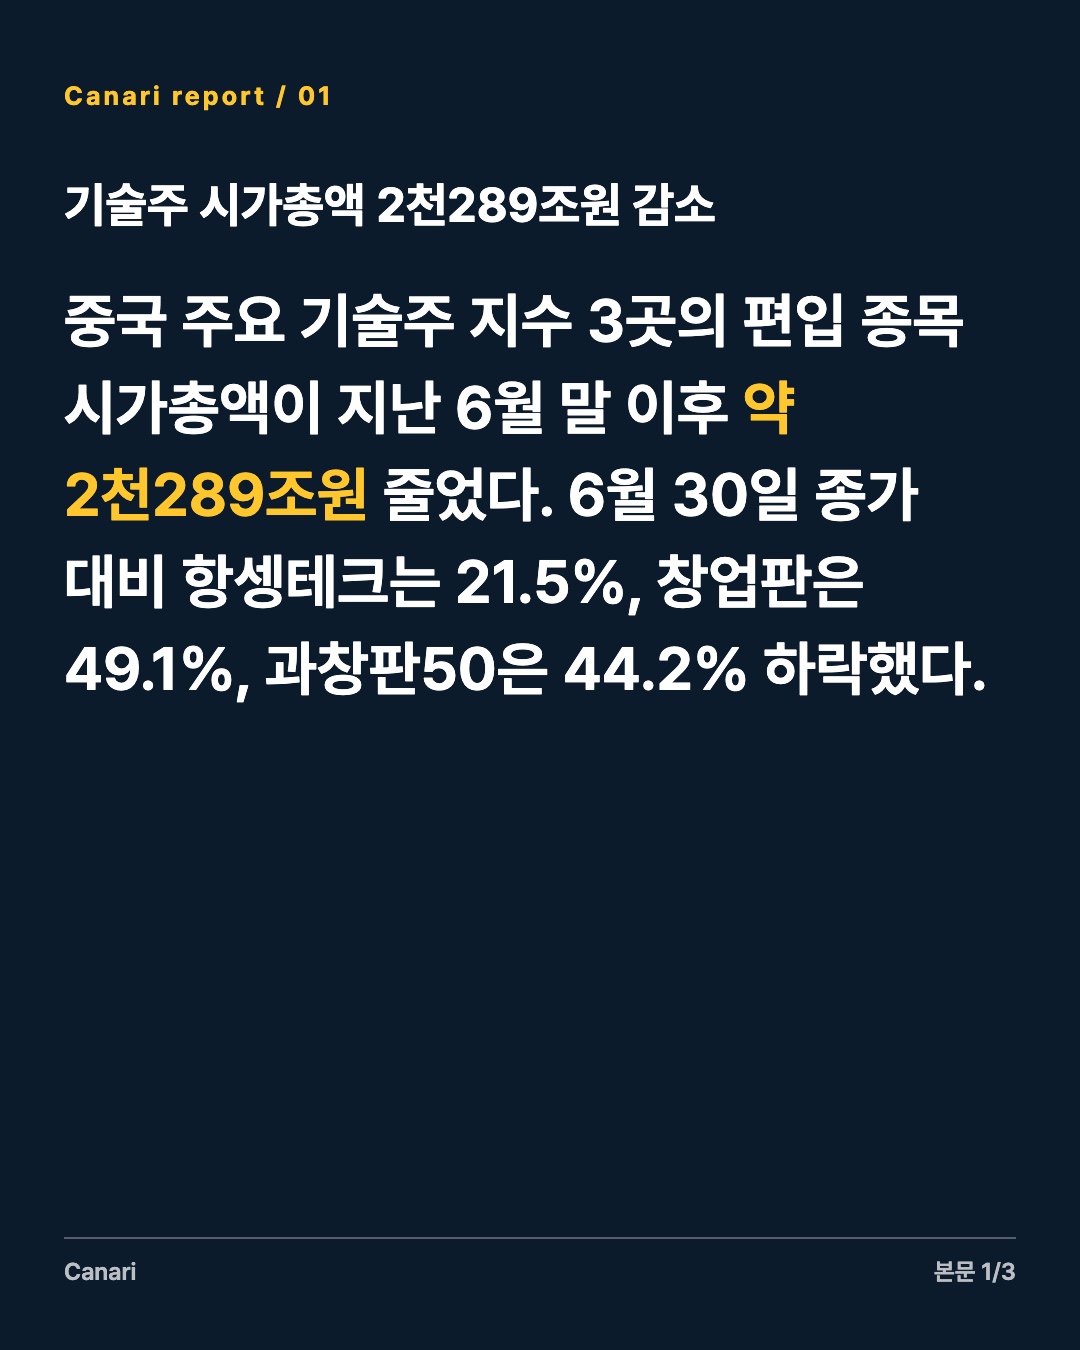 Canari report / 01
기술주 시가총액 2천289조원 감소
중국 주요 기술주 지수 3곳의 편입 종목
시가총액이 지난 6월 말 이후 약
2천289조원 줄었다. 6월 30일 종가
대비 항셍테크는 21.5%, 창업판은
49.1%, 과창판50은 44.2% 하락했다.
Canari
본문 1/3